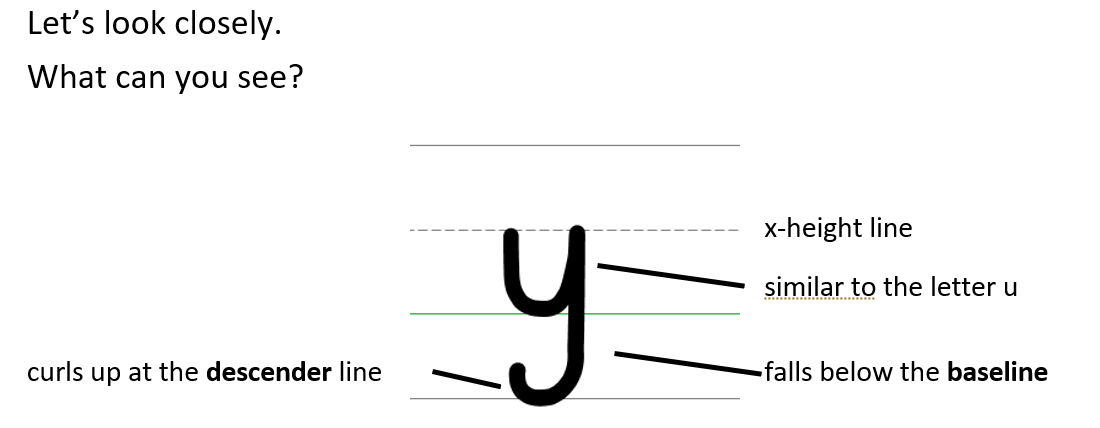 Let's look closely.
What can you see?
x-height line
y
similar to the letter u
curls up at the descender line
falls below the baseline